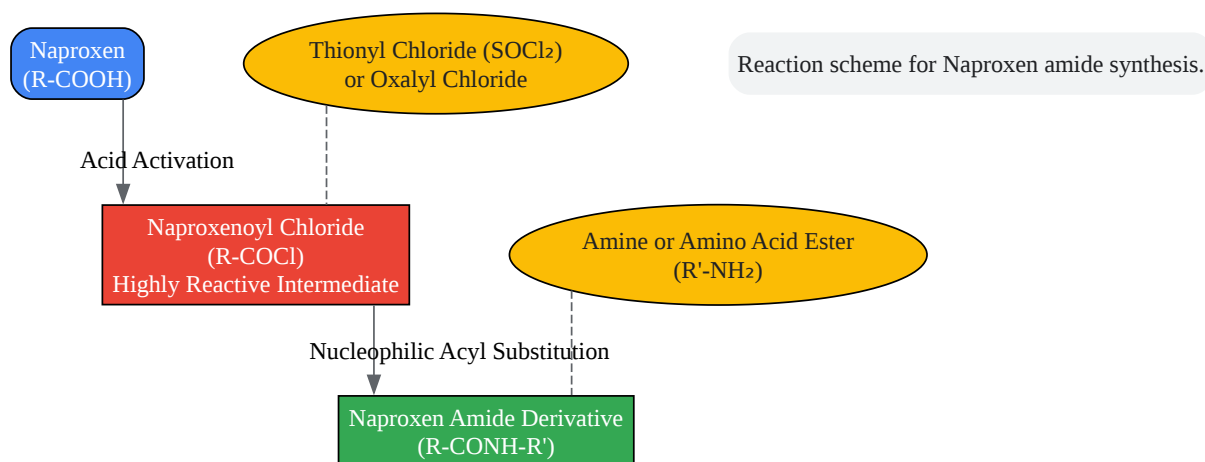 Naproxen
(R-COOH)
Thionyl Chloride (SOCl₂)
or Oxalyl Chloride
Reaction scheme for Naproxen amide synthesis.
Acid Activation
Naproxenoyl Chloride
(R-COCl)
Highly Reactive Intermediate
Amine or Amino Acid Ester
(R'-NH₂)
Nucleophilic Acyl Substitution
Naproxen Amide Derivative
(R-CONH-R')